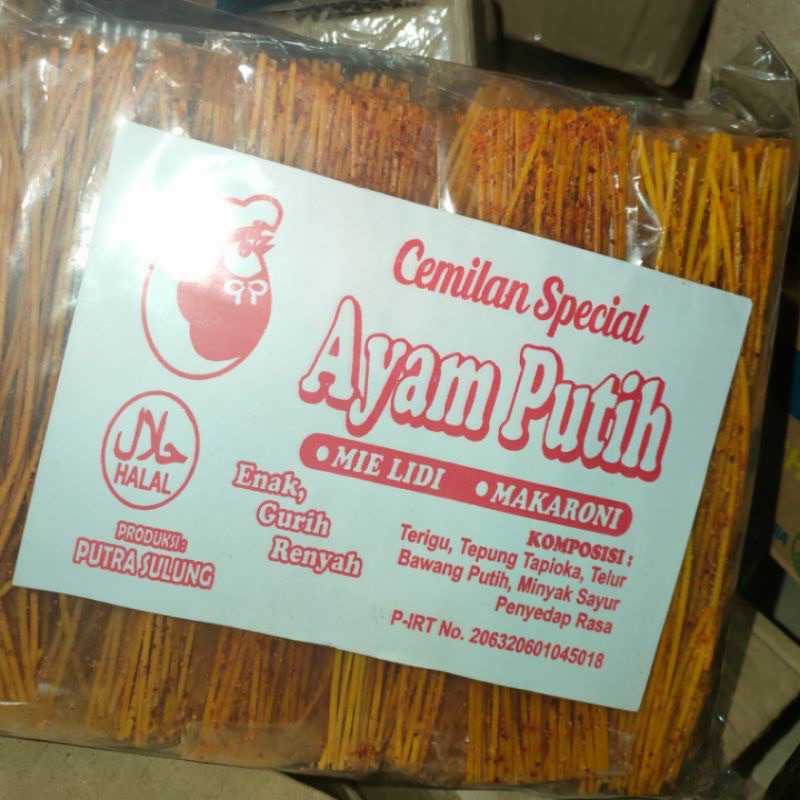 Cemilan Special
Ayam Putih
• MIE LIDI • MAKARONI
حلال
HALAL
PRODUKSI :
PUTRA SULUNG
Enak,
Gurih
Renyah
KOMPOSISI :
Terigu, Tepung Tapioka, Telur
Bawang Putih, Minyak Sayur
Penyedap Rasa
P-IRT No. 206320601045018